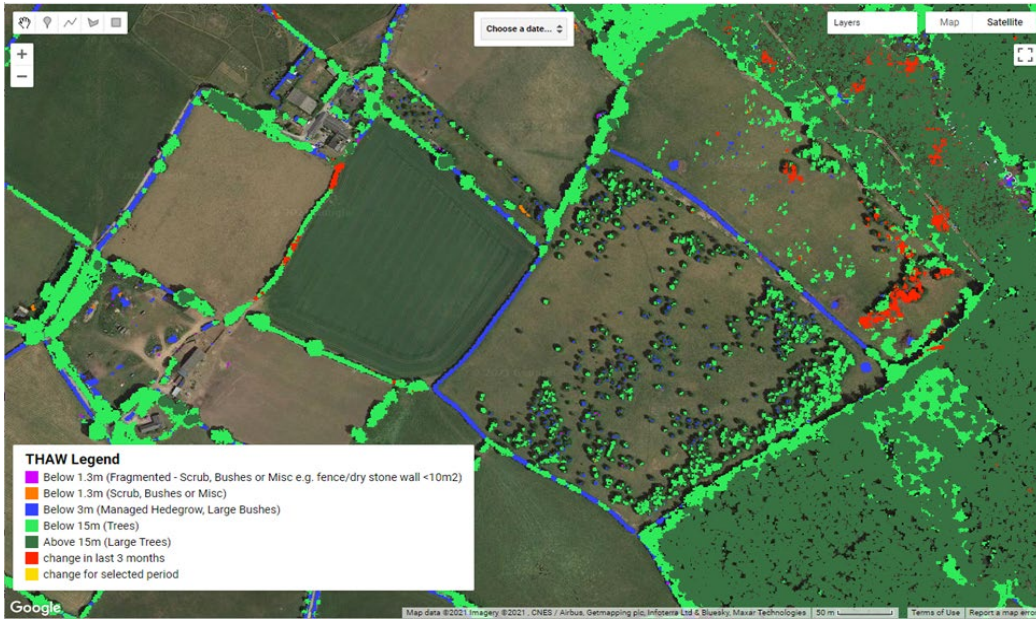 Choose a date...
Layers
Map
Satellite
+
−
THAW Legend
Below 1.3m (Fragmented - Scrub, Bushes or Misc e.g. fence/dry stone wall <10m2)
Below 1.3m (Scrub, Bushes or Misc)
Below 3m (Managed Hedegrow, Large Bushes)
Below 15m (Trees)
Above 15m (Large Trees)
change in last 3 months
change for selected period
Google
Map data ©2021 Imagery ©2021 , CNES / Airbus, Getmapping plc, Infoterra Ltd & Bluesky, Maxar Technologies
50 m
Terms of Use
Report a map error